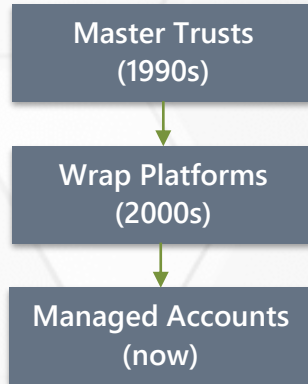 Master Trusts
(1990s)
Wrap Platforms
(2000s)
Managed Accounts
(now)